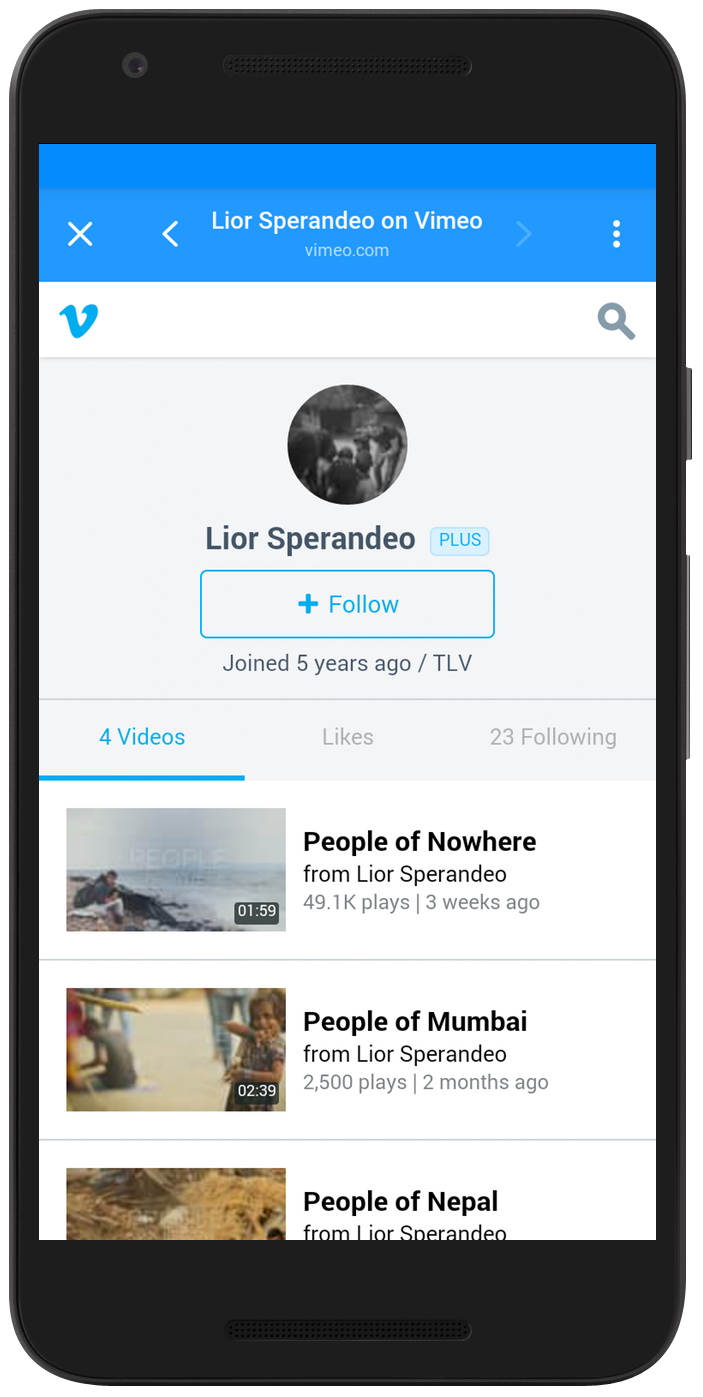 Lior Sperandeo on Vimeo
vimeo.com
Lior Sperandeo PLUS
Follow
Joined 5 years ago / TLV
4 Videos Likes 23 Following
PEOPLE
01:59
People of Nowhere
from Lior Sperandeo
49.1K plays | 3 weeks ago
02:39
People of Mumbai
from Lior Sperandeo
2,500 plays | 2 months ago
People of Nepal
from Lior Sperandeo